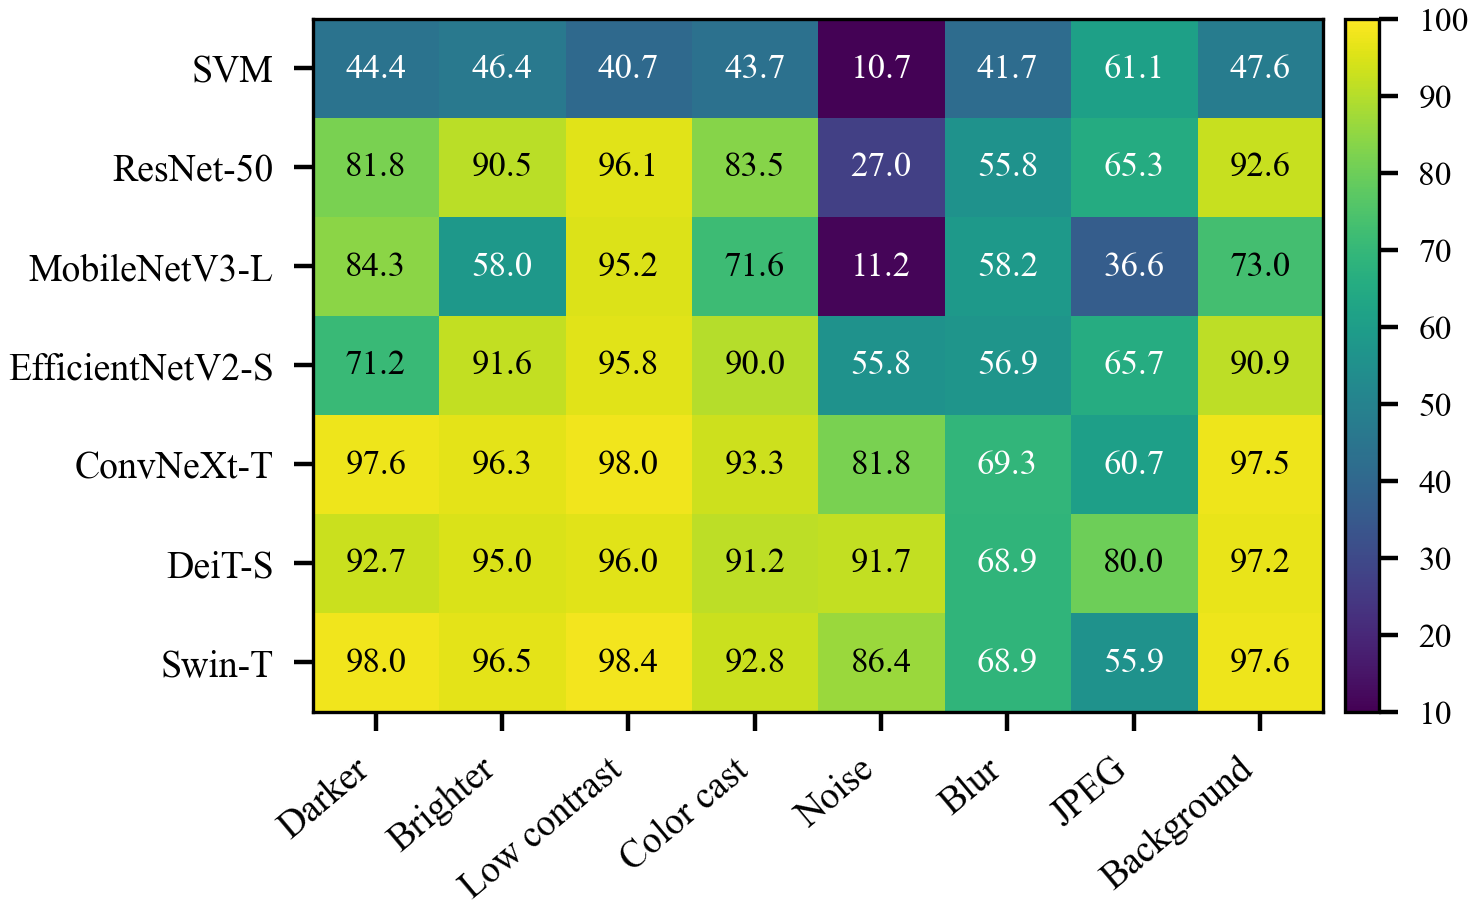 SVM 44.4 46.4 40.7 43.7 10.7 41.7 61.1 47.6
ResNet-50 81.8 90.5 96.1 83.5 27.0 55.8 65.3 92.6
MobileNetV3-L 84.3 58.0 95.2 71.6 11.2 58.2 36.6 73.0
EfficientNetV2-S 71.2 91.6 95.8 90.0 55.8 56.9 65.7 90.9
ConvNeXt-T 97.6 96.3 98.0 93.3 81.8 69.3 60.7 97.5
DeiT-S 92.7 95.0 96.0 91.2 91.7 68.9 80.0 97.2
Swin-T 98.0 96.5 98.4 92.8 86.4 68.9 55.9 97.6
Darker Brighter Low contrast Color cast Noise Blur JPEG Background
100
90
80
70
60
50
40
30
20
10